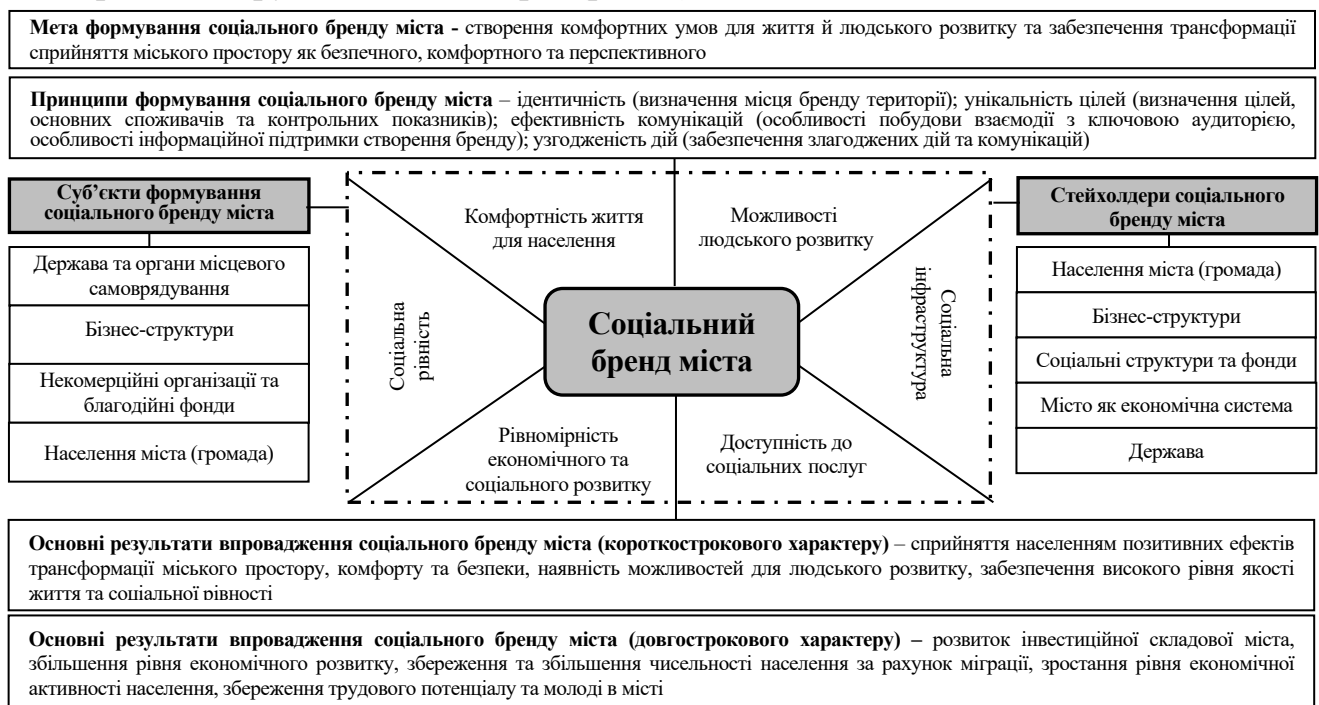 Мета формування соціального бренду міста - створення комфортних умов для життя й людського розвитку та забезпечення трансформації
сприйняття міського простору як безпечного, комфортного та перспективного
Принципи формування соціального бренду міста – ідентичність (визначення місця бренду території); унікальність цілей (визначення цілей,
основних споживачів та контрольних показників); ефективність комунікацій (особливості побудови взаємодії з ключовою аудиторією,
особливості інформаційної підтримки створення бренду); узгодженість дій (забезпечення злагоджених дій та комунікацій)
Суб’єкти формування
соціального бренду міста
Держава та органи місцевого
самоврядування
Бізнес-структури
Некомерційні організації та
благодійні фонди
Населення міста (громада)
Комфортність життя
для населення
Можливості
людського розвитку
Соціальна
рівність
Соціальний
бренд міста
Соціальна
інфраструктура
Рівномірність
економічного та
соціального розвитку
Доступність до
соціальних послуг
Стейхолдери соціального
бренду міста
Населення міста (громада)
Бізнес-структури
Соціальні структури та фонди
Місто як економічна система
Держава
Основні результати впровадження соціального бренду міста (короткострокового характеру) – сприйняття населенням позитивних ефектів
трансформації міського простору, комфорту та безпеки, наявність можливостей для людського розвитку, забезпечення високого рівня якості
життя та соціальної рівності
Основні результати впровадження соціального бренду міста (довгострокового характеру) – розвиток інвестиційної складової міста,
збільшення рівня економічного розвитку, збереження та збільшення чисельності населення за рахунок міграції, зростання рівня економічної
активності населення, збереження трудового потенціалу та молоді в місті